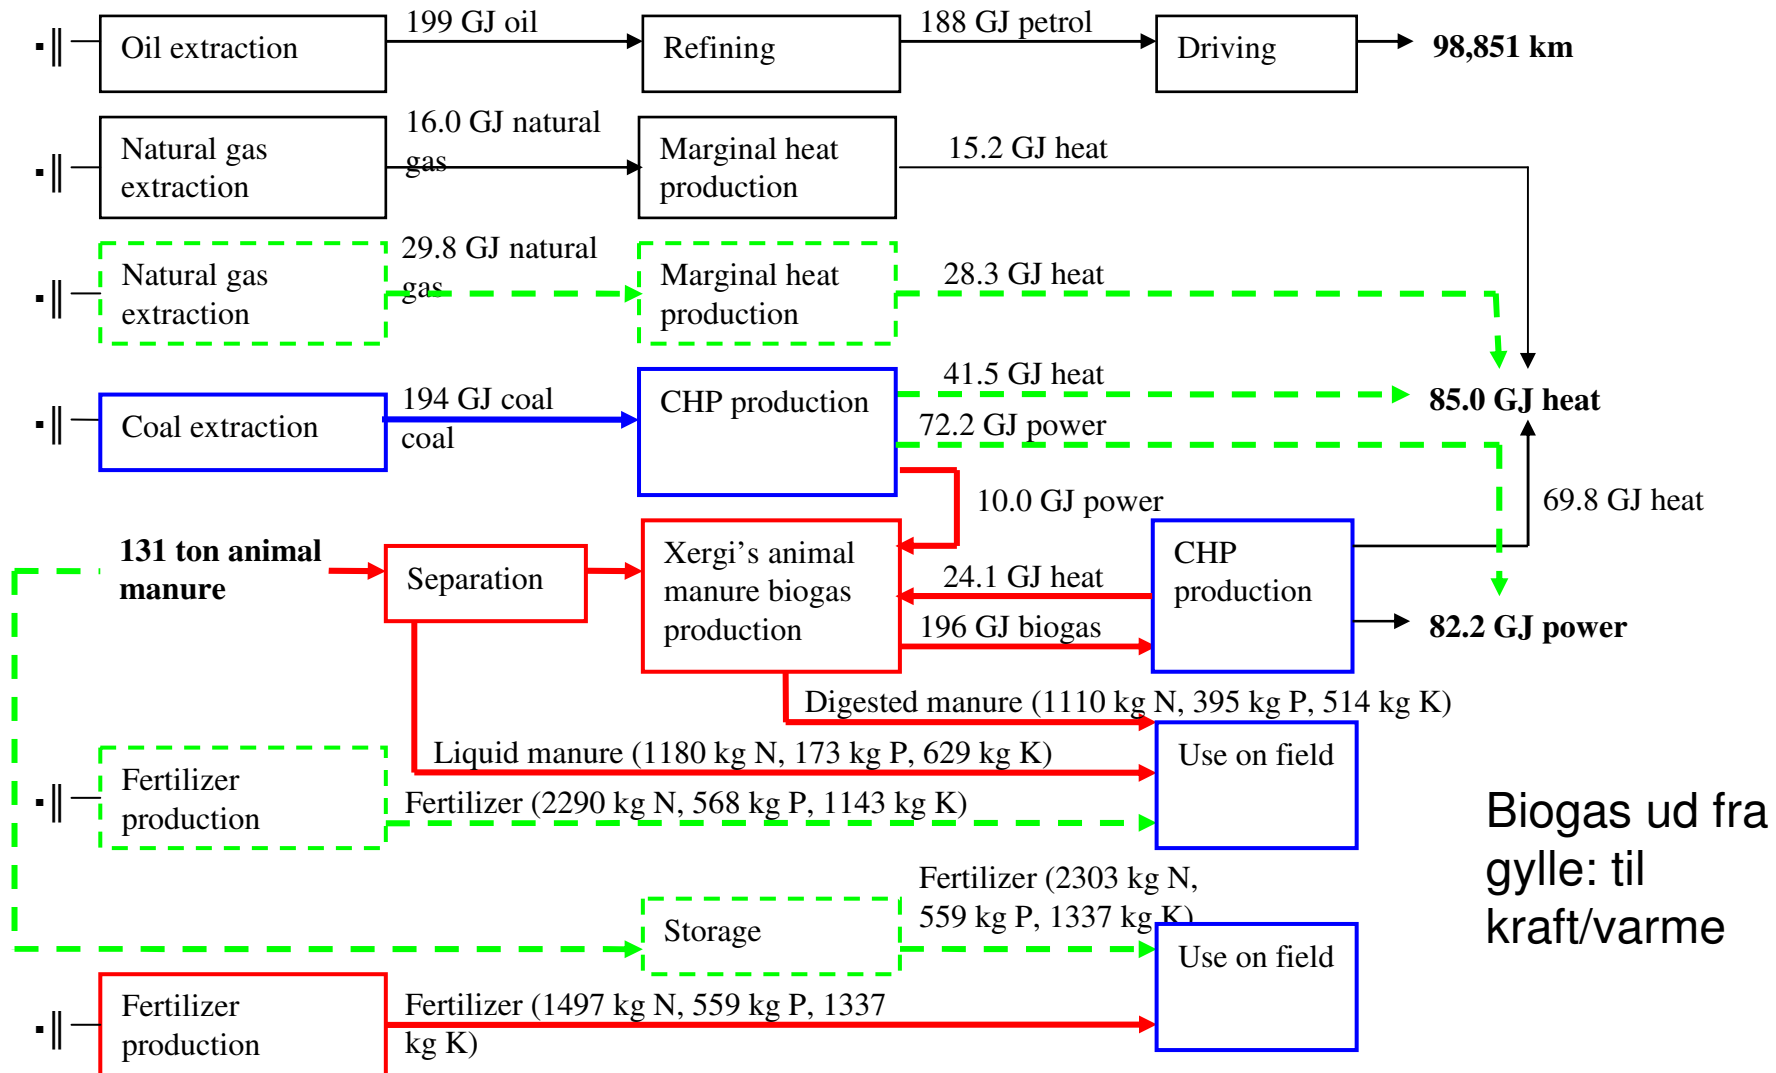 199 GJ oil
188 GJ petrol
Oil extraction
Refining
Driving
98,851 km
16.0 GJ natural
gas
Natural gas
extraction
Marginal heat
production
15.2 GJ heat
29.8 GJ natural
gas
Natural gas
extraction
Marginal heat
production
28.3 GJ heat
41.5 GJ heat
85.0 GJ heat
194 GJ coal
coal
Coal extraction
CHP production
72.2 GJ power
10.0 GJ power
69.8 GJ heat
131 ton animal
manure
Separation
Xergi’s animal
manure biogas
production
24.1 GJ heat
196 GJ biogas
CHP
production
82.2 GJ power
Digested manure (1110 kg N, 395 kg P, 514 kg K)
Liquid manure (1180 kg N, 173 kg P, 629 kg K)
Use on field
Fertilizer
production
Fertilizer (2290 kg N, 568 kg P, 1143 kg K)
Biogas ud fra
gylle: til
kraft/varme
Fertilizer (2303 kg N,
559 kg P, 1337 kg K)
Storage
Use on field
Fertilizer
production
Fertilizer (1497 kg N, 559 kg P, 1337
kg K)